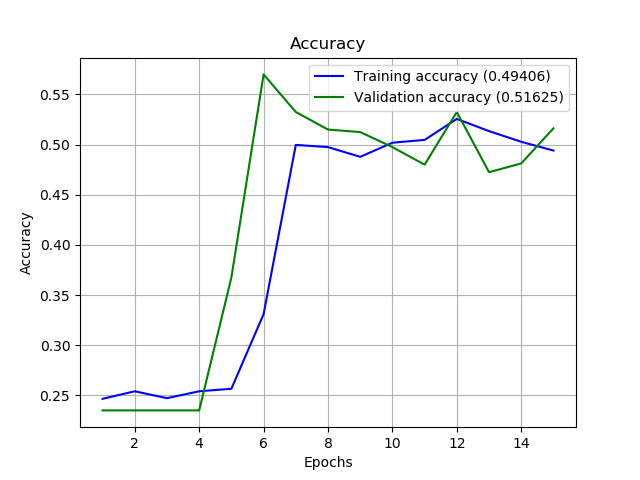 Accuracy
Training accuracy (0.49406)
Validation accuracy (0.51625)
0.55
0.50
0.45
0.40
0.35
0.30
0.25
Accuracy
2 4 6 8 10 12 14
Epochs